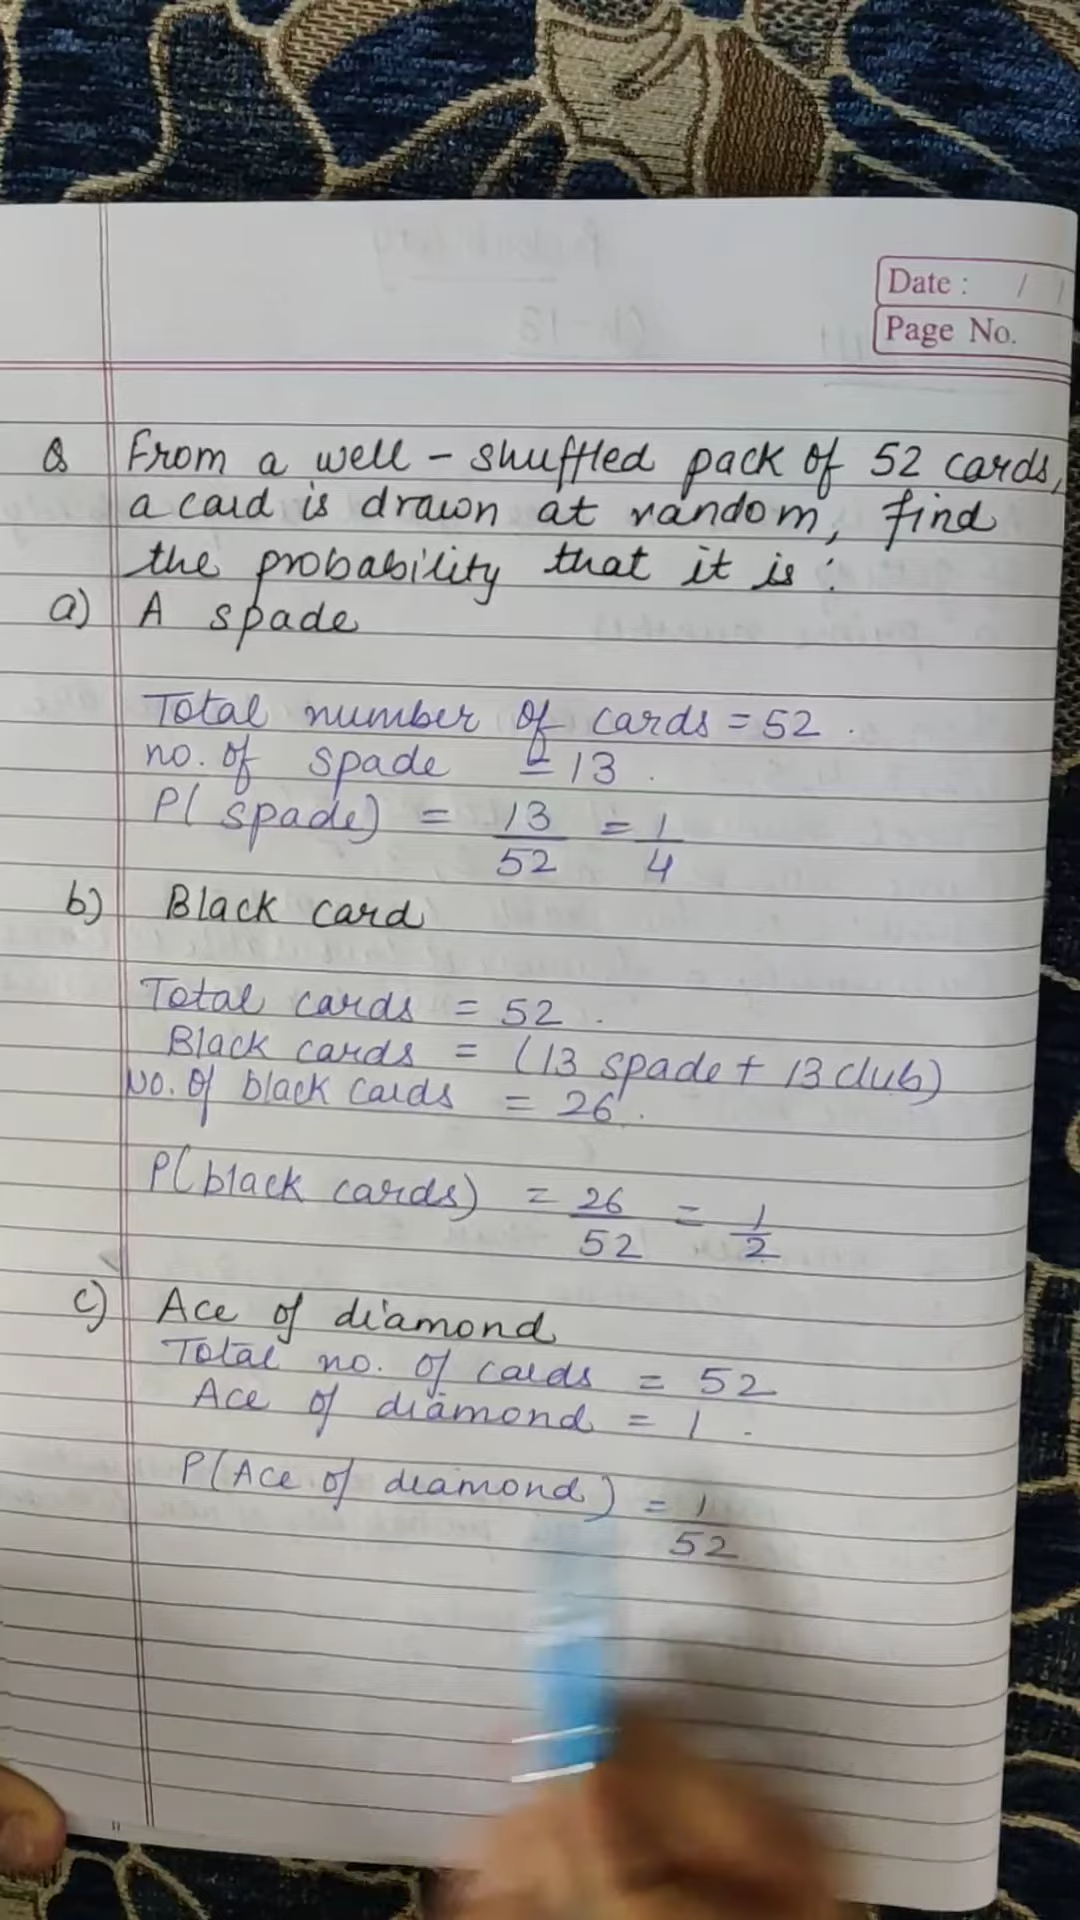 Date : / /
Page No.
Q From a well - shuffled pack of 52 cards,
a card is drawn at random, find
the probability that it is :
a) A spade
Total number of cards = 52 .
no. of spade = 13 .
P( spade) = 13/52 = 1/4
b) Black card
Total cards = 52 .
Black cards = (13 spade + 13 club)
No. of black cards = 26 .
P(black cards) = 26/52 = 1/2
c) Ace of diamond
Total no. of cards = 52
Ace of diamond = 1 .
P(Ace of diamond) = 1/52